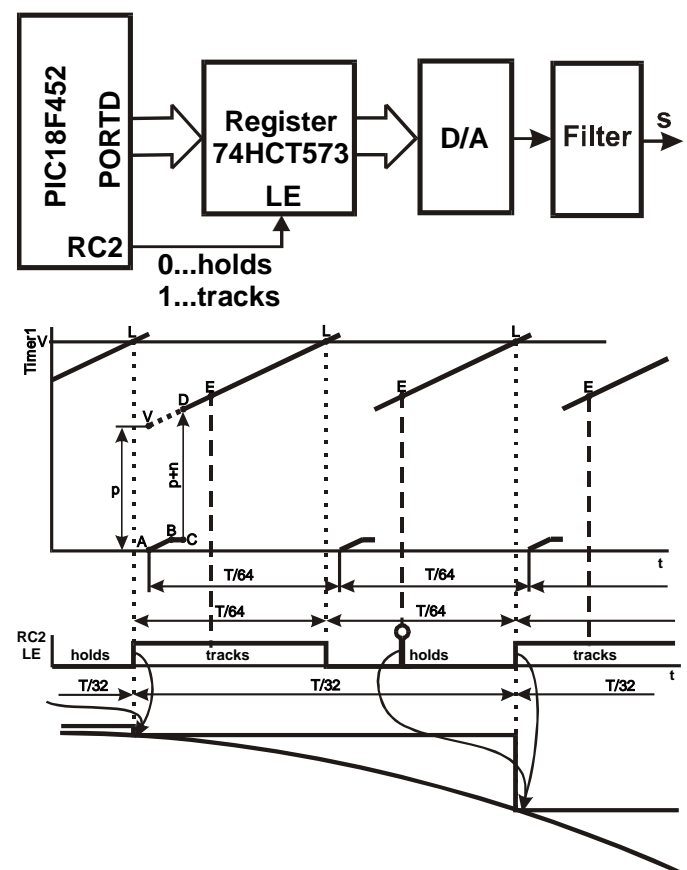 PIC18F452
PORTD
RC2
Register
74HCT573
LE
D/A
Filter
s
0...holds
1...tracks
Timer1
V
L
L
L
V
D
E
E
E
p
p+n
A
B
C
t
T/64
T/64
T/64
T/64
RC2
LE
holds
tracks
holds
tracks
t
T/32
T/32
T/32